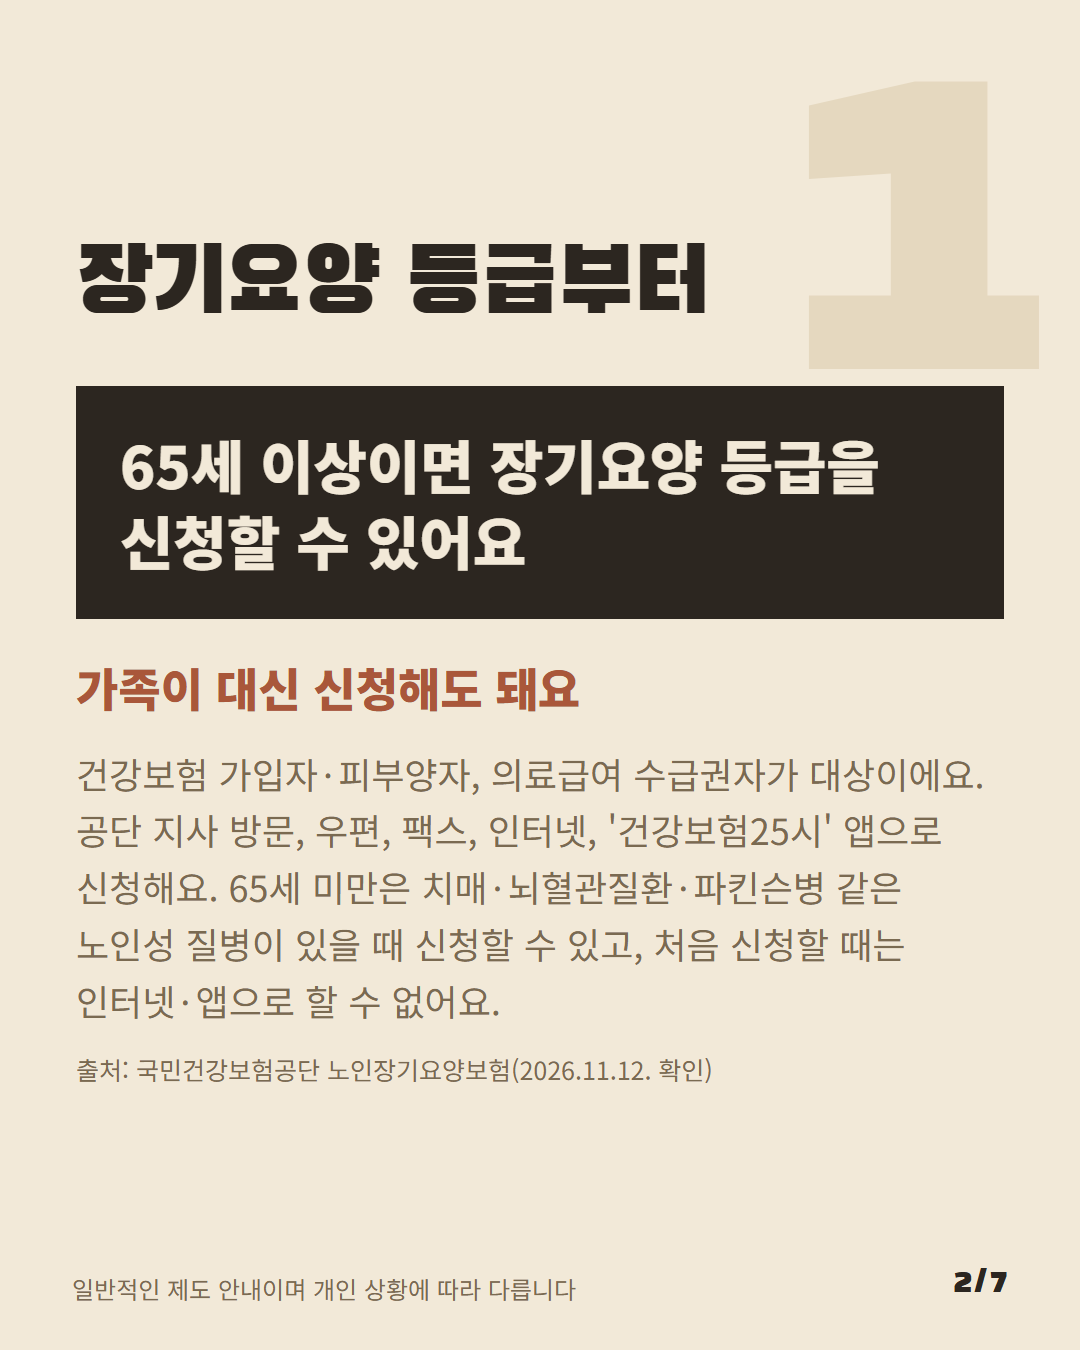 1
장기요양 등급부터
65세 이상이면 장기요양 등급을
신청할 수 있어요
가족이 대신 신청해도 돼요
건강보험 가입자·피부양자, 의료급여 수급권자가 대상이에요.
공단 지사 방문, 우편, 팩스, 인터넷, '건강보험25시' 앱으로
신청해요. 65세 미만은 치매·뇌혈관질환·파킨슨병 같은
노인성 질병이 있을 때 신청할 수 있고, 처음 신청할 때는
인터넷·앱으로 할 수 없어요.
출처: 국민건강보험공단 노인장기요양보험(2026.11.12. 확인)
일반적인 제도 안내이며 개인 상황에 따라 다릅니다
2/7